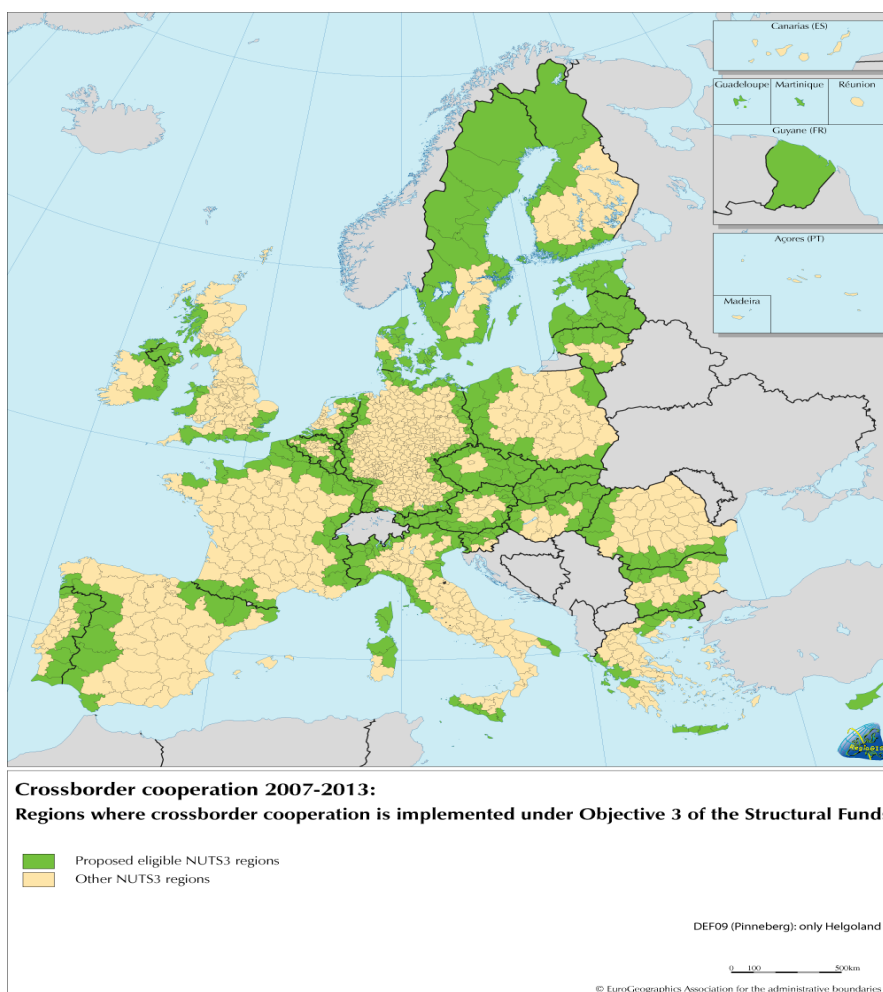 Canarias (ES)
Guadeloupe
Martinique
Réunion
Guyane (FR)
Açores (PT)
Madeira
Crossborder cooperation 2007-2013:
Regions where crossborder cooperation is implemented under Objective 3 of the Structural Fund
Proposed eligible NUTS3 regions
Other NUTS3 regions
DEF09 (Pinneberg): only Helgoland
0 100 500km
© EuroGeographics Association for the administrative boundaries